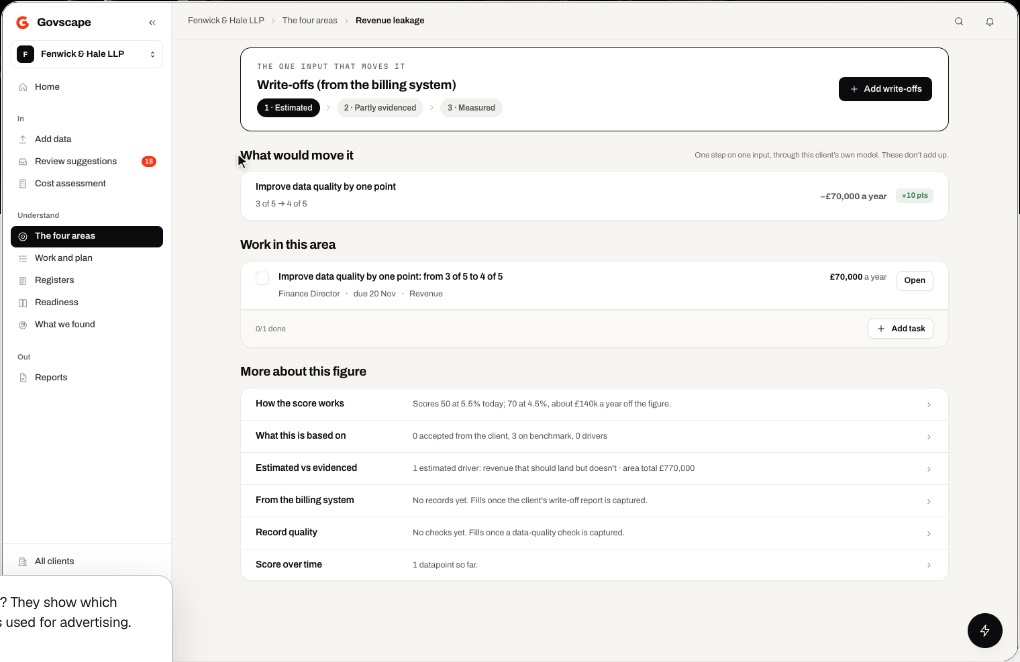 Govscape
Fenwick & Hale LLP › The four areas › Revenue leakage
F Fenwick & Hale LLP
Home
In
Add data
Review suggestions 18
Cost assessment
Understand
The four areas
Work and plan
Registers
Readiness
What we found
Out
Reports
All clients
? They show which
s used for advertising.
THE ONE INPUT THAT MOVES IT
Write-offs (from the billing system)
1 · Estimated › 2 · Partly evidenced › 3 · Measured
+ Add write-offs
What would move it
One step on one input, through this client's own model. These don't add up.
Improve data quality by one point
3 of 5 → 4 of 5
−£70,000 a year +10 pts
Work in this area
Improve data quality by one point: from 3 of 5 to 4 of 5
Finance Director · due 20 Nov · Revenue
£70,000 a year Open
0/1 done
+ Add task
More about this figure
How the score works Scores 50 at 5.5% today; 70 at 4.5%, about £140k a year off the figure.
What this is based on 0 accepted from the client, 3 on benchmark, 0 drivers
Estimated vs evidenced 1 estimated driver: revenue that should land but doesn't · area total £770,000
From the billing system No records yet. Fills once the client's write-off report is captured.
Record quality No checks yet. Fills once a data-quality check is captured.
Score over time 1 datapoint so far.